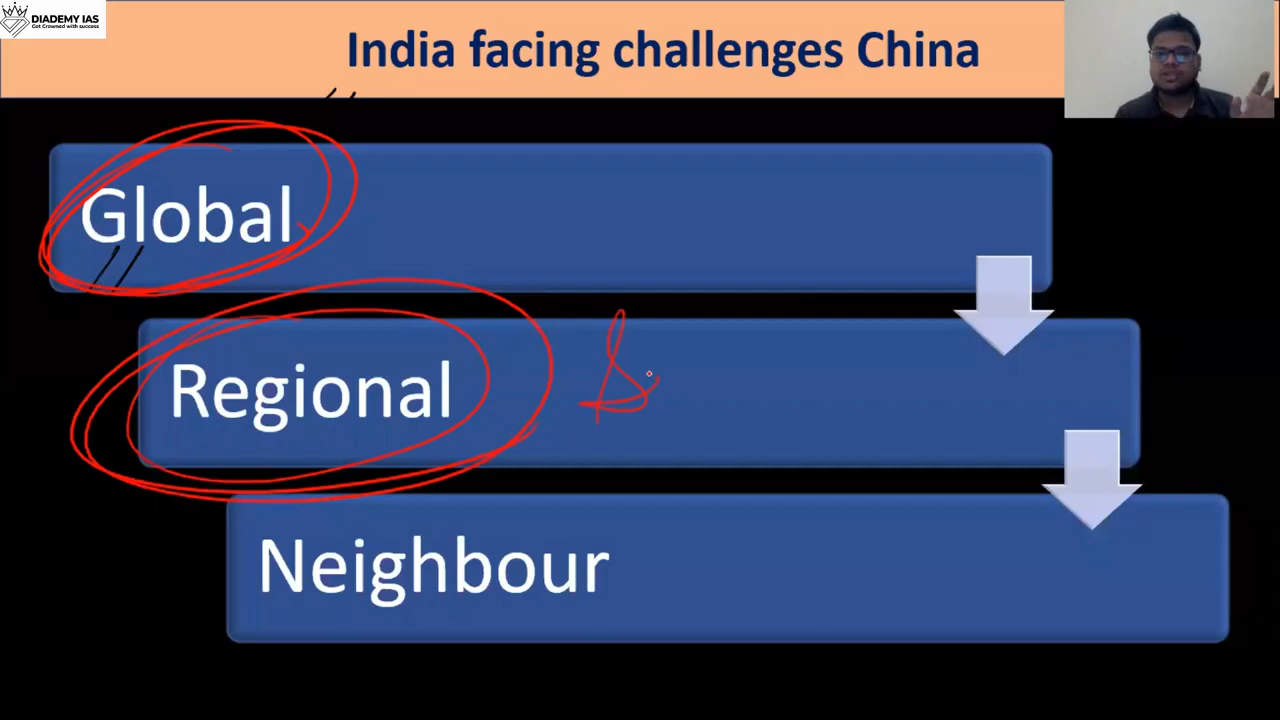 DIADEMY IAS
Get Crowned with success
India facing challenges China
Global
Regional
Neighbour